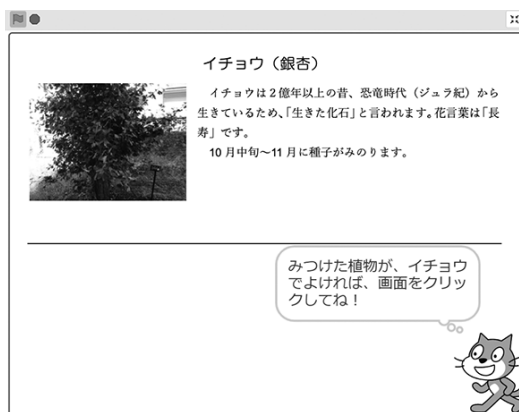 イチョウ（銀杏）
イチョウは２億年以上の昔、恐竜時代（ジュラ紀）から
生きているため、「生きた化石」と言われます。花言葉は「長
寿」です。
10 月中旬〜11 月に種子がみのります。
みつけた植物が、イチョウ
でよければ、画面をクリッ
クしてね！